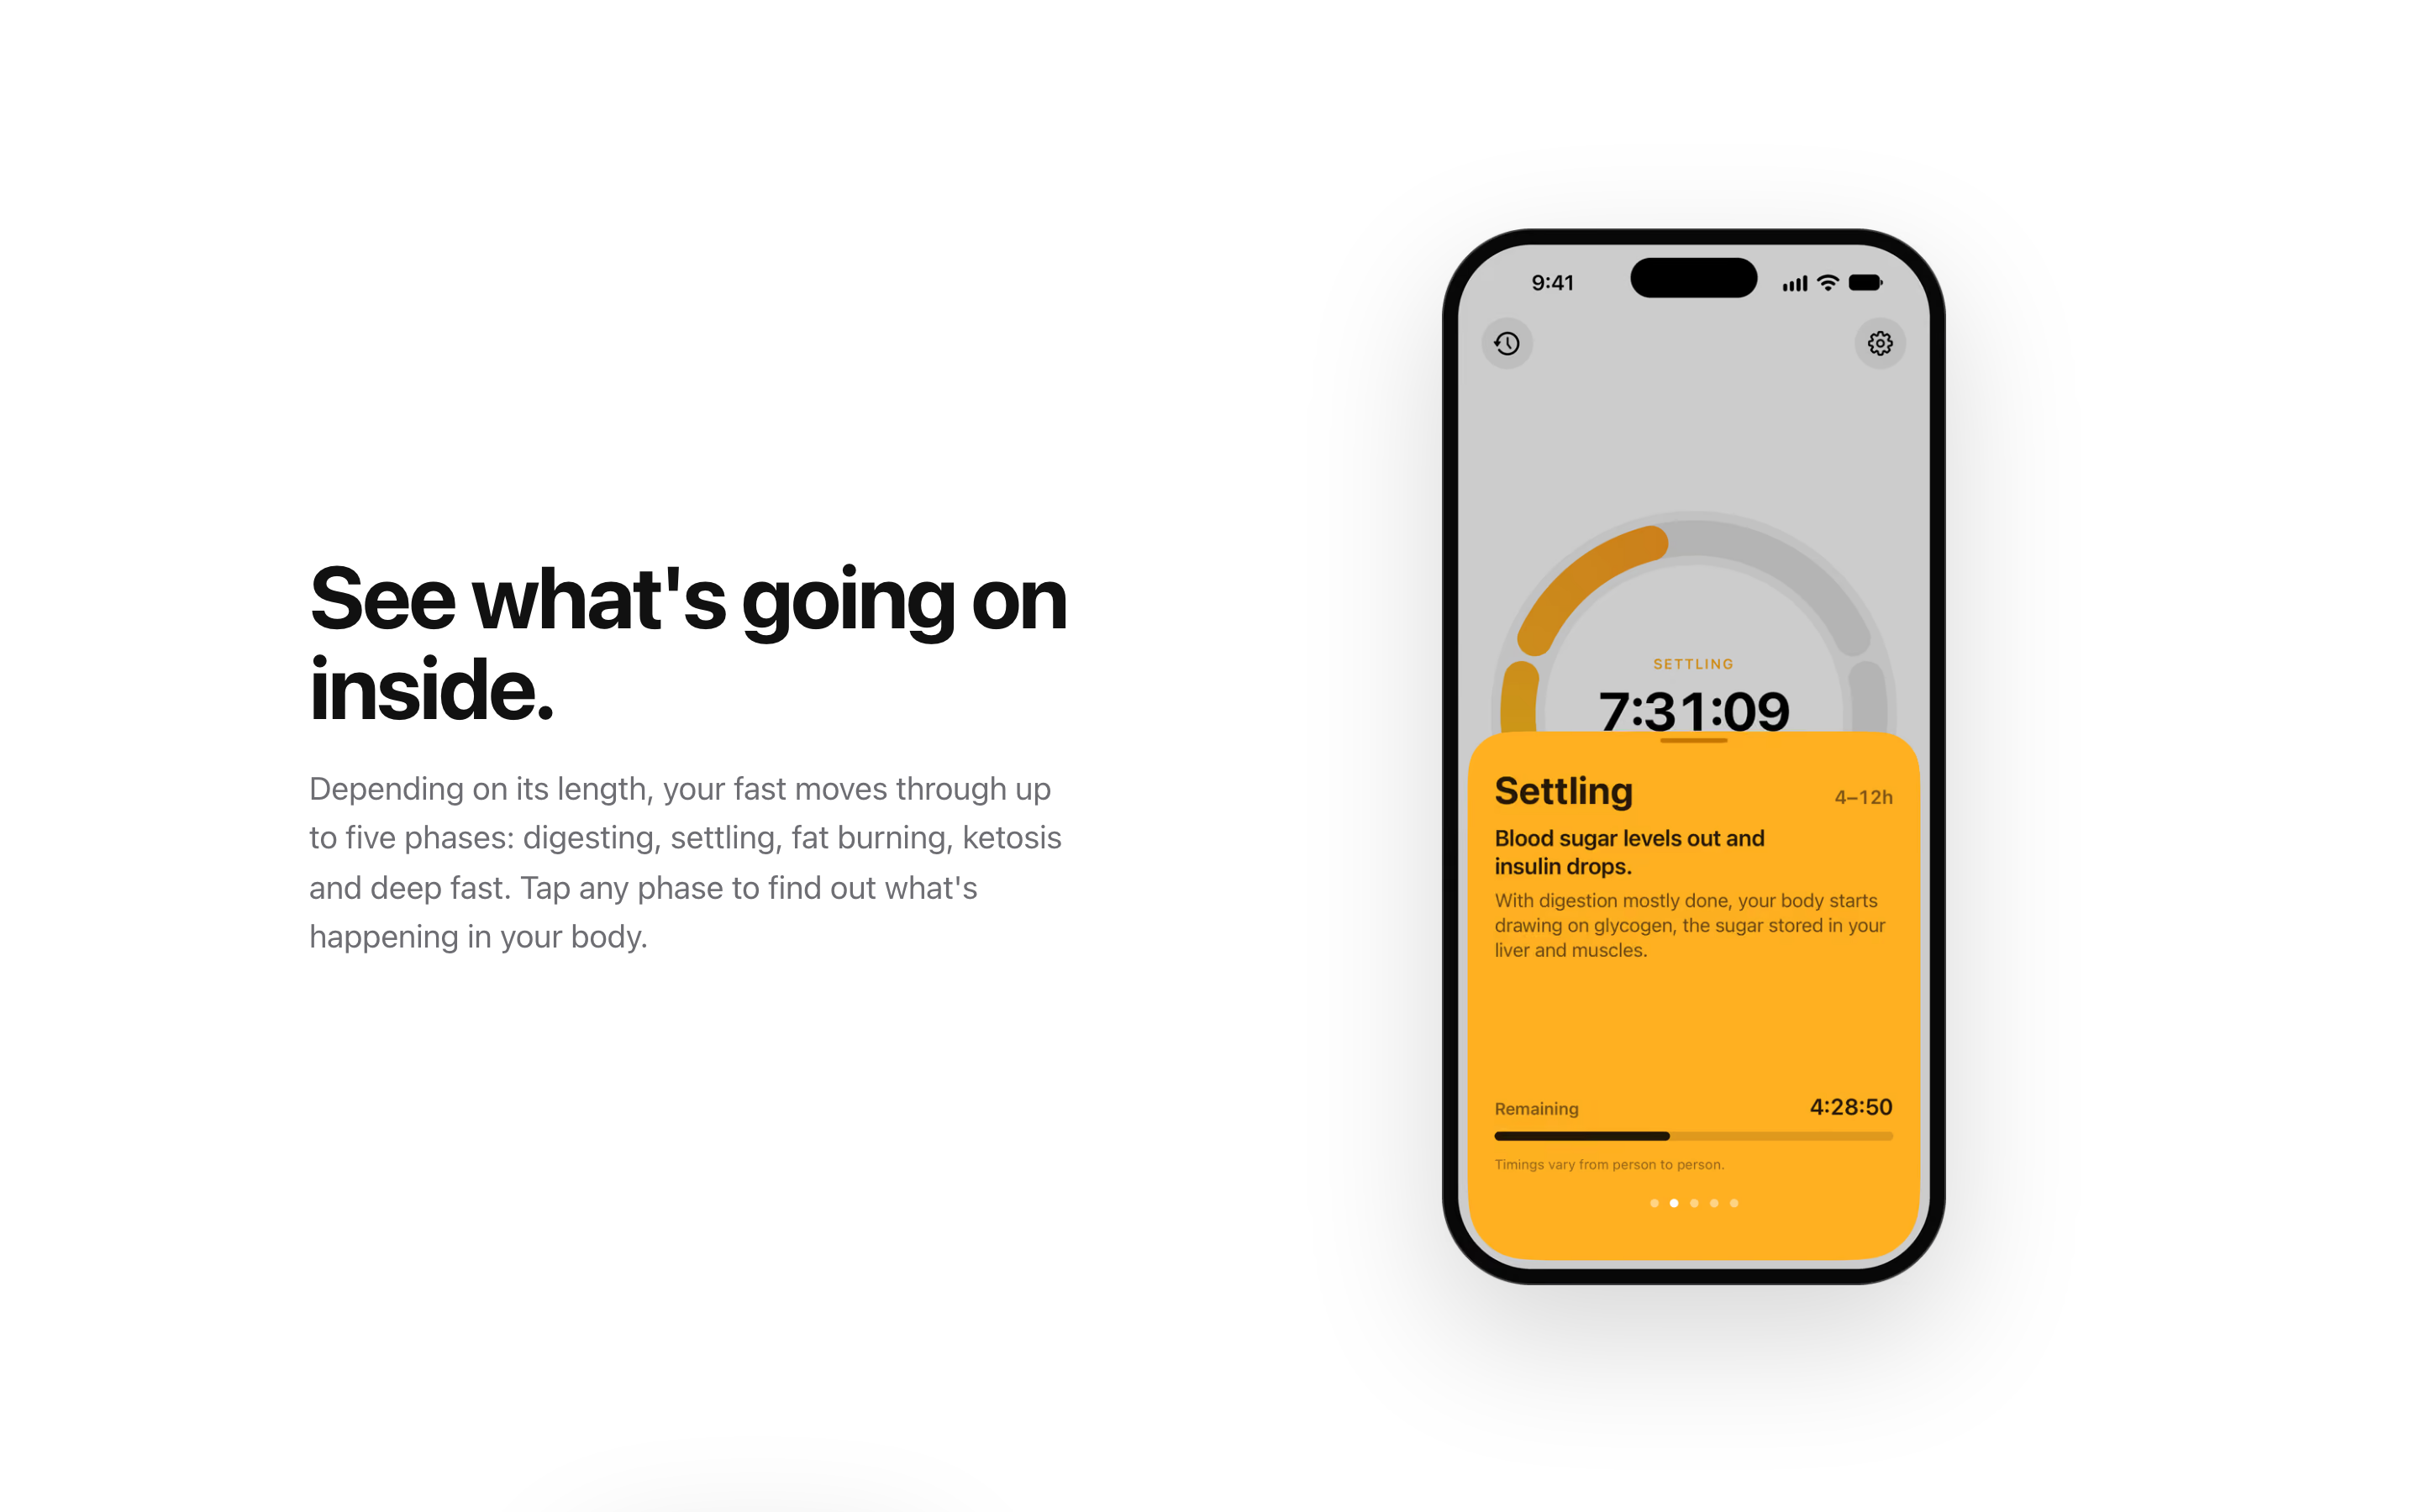 See what's going on
inside.
Depending on its length, your fast moves through up
to five phases: digesting, settling, fat burning, ketosis
and deep fast. Tap any phase to find out what's
happening in your body.
9:41
SETTLING
7:31:09
Settling
4–12h
Blood sugar levels out and
insulin drops.
With digestion mostly done, your body starts
drawing on glycogen, the sugar stored in your
liver and muscles.
Remaining
4:28:50
Timings vary from person to person.